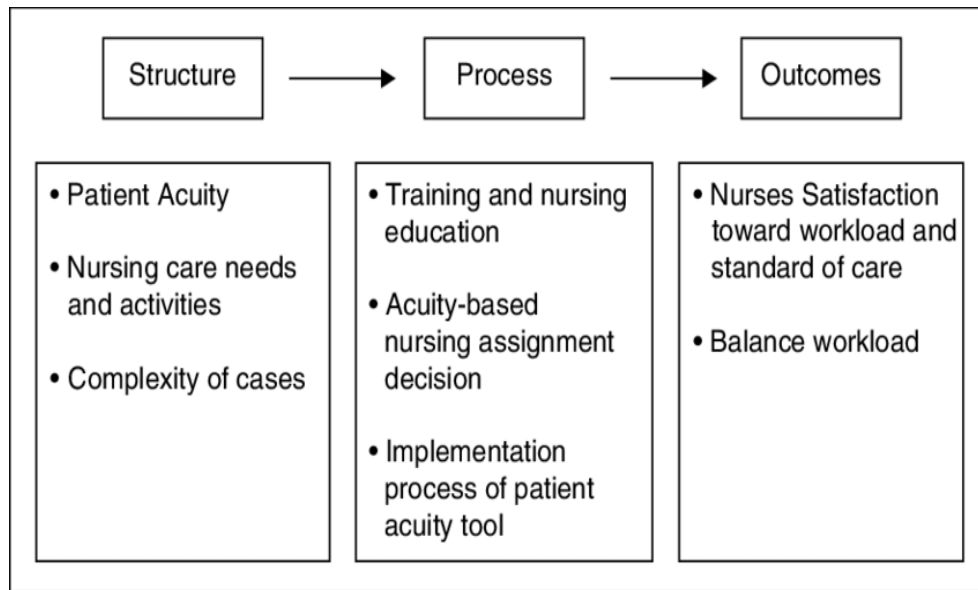 Structure
Process
Outcomes
• Patient Acuity
• Nursing care needs
and activities
• Complexity of cases
• Training and nursing
education
• Acuity-based
nursing assignment
decision
• Implementation
process of patient
acuity tool
• Nurses Satisfaction
toward workload and
standard of care
• Balance workload